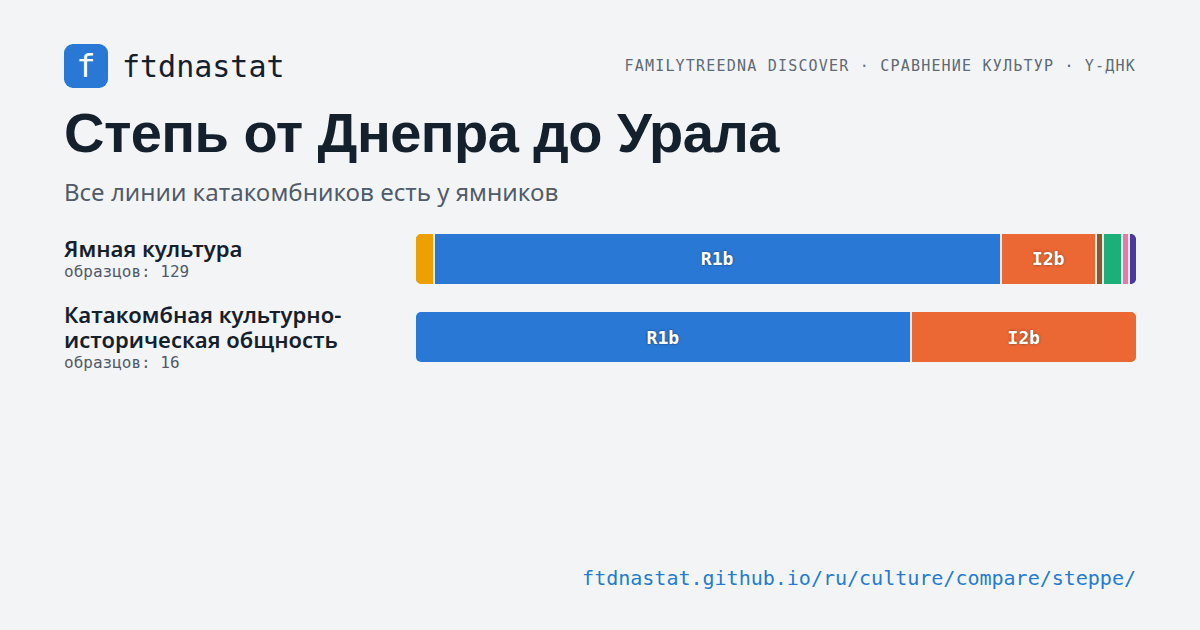 f ftdnastat
FAMILYTREEDNA DISCOVER · СРАВНЕНИЕ КУЛЬТУР · Y-ДНК
Степь от Днепра до Урала
Все линии катакомбников есть у ямников
Ямная культура
образцов: 129
R1b I2b
Катакомбная культурно-
историческая общность
образцов: 16
R1b I2b
ftdnastat.github.io/ru/culture/compare/steppe/